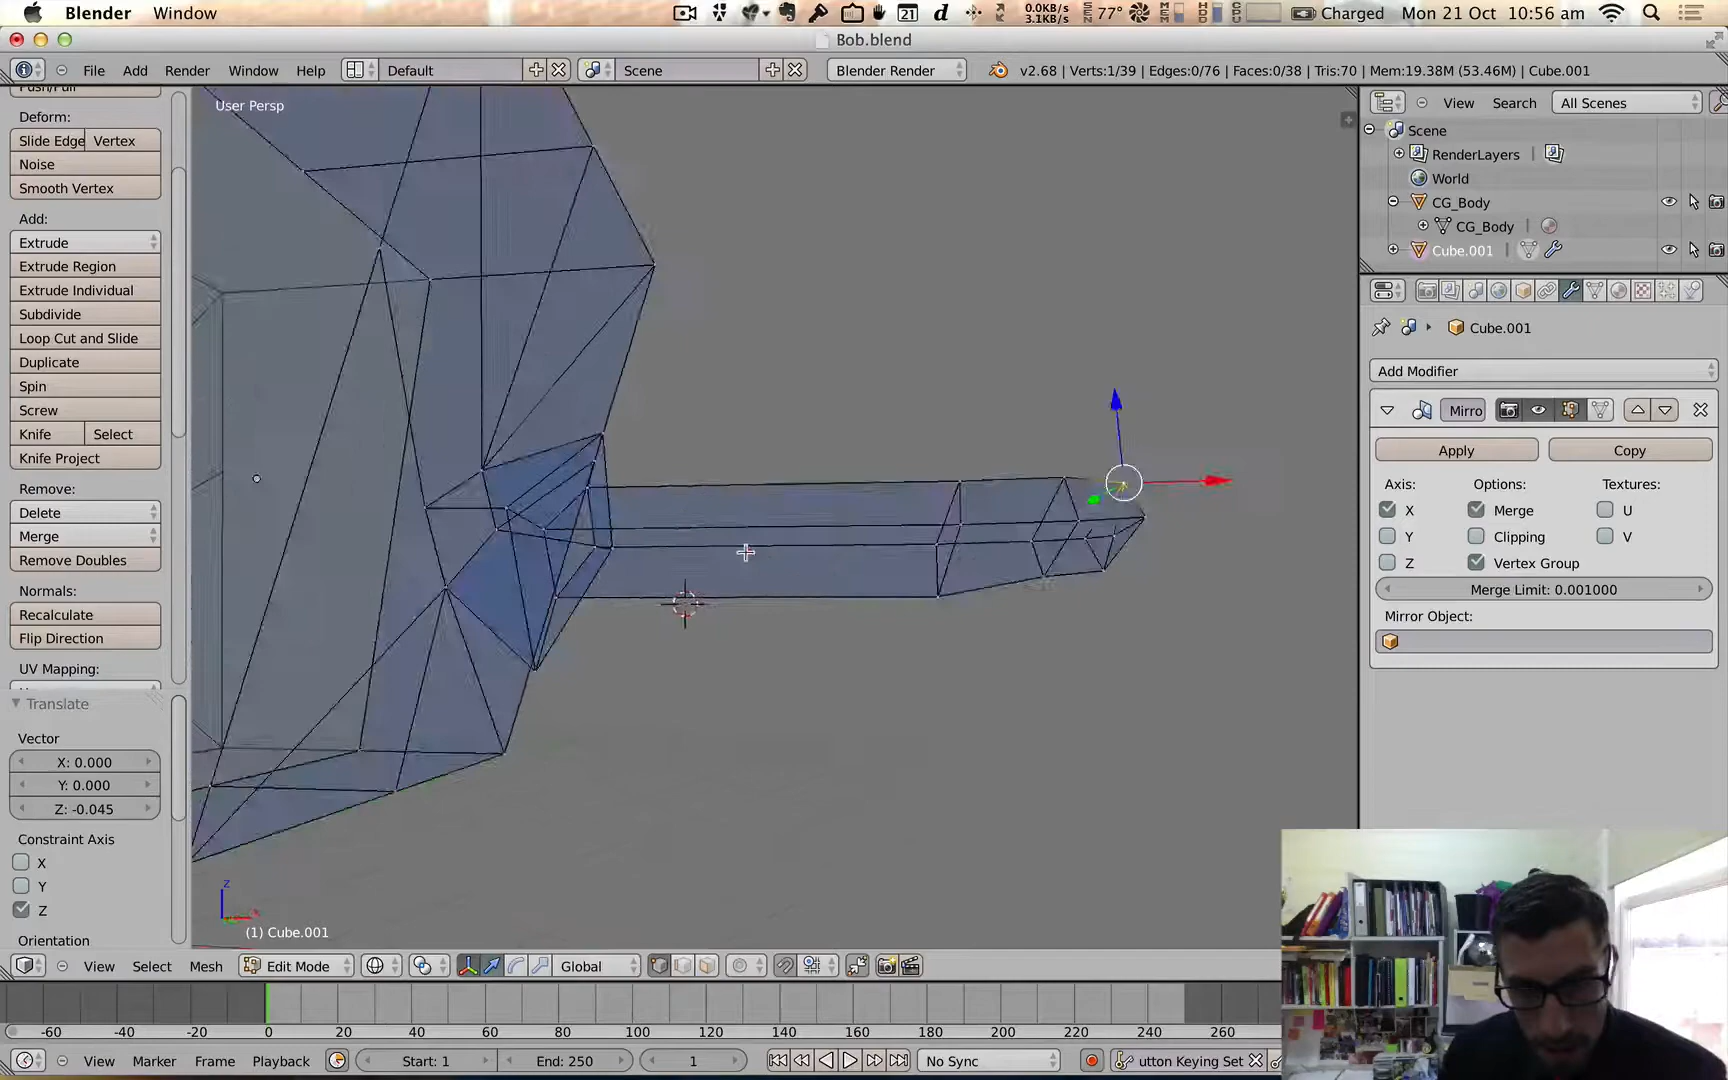 Blender Window 21 d 0.0KB/s 3.1KB/s SEN 77° MEM HD CPU Charged Mon 21 Oct 10:56 am
Bob.blend
File Add Render Window Help Default Scene Blender Render v2.68 | Verts:1/39 | Edges:0/76 | Faces:0/38 | Tris:70 | Mem:19.38M (53.46M) | Cube.001
Push/Pull
Deform:
Slide Edge Vertex
Noise
Smooth Vertex
Add:
Extrude
Extrude Region
Extrude Individual
Subdivide
Loop Cut and Slide
Duplicate
Spin
Screw
Knife Select
Knife Project
Remove:
Delete
Merge
Remove Doubles
Normals:
Recalculate
Flip Direction
UV Mapping:
Translate
Vector
X: 0.000
Y: 0.000
Z: -0.045
Constraint Axis
X
Y
Z
Orientation
User Persp
z
(1) Cube.001
View Search All Scenes
Scene
RenderLayers
World
CG_Body
CG_Body
Cube.001
Cube.001
Add Modifier
Mirro
Apply Copy
Axis: Options: Textures:
X Merge U
Y Clipping V
Z Vertex Group
Merge Limit: 0.001000
Mirror Object:
View Select Mesh Edit Mode Global
-60 -40 -20 0 20 40 60 80 100 120 140 160 180 200 220 240 260
View Marker Frame Playback Start: 1 End: 250 1 No Sync utton Keying Set